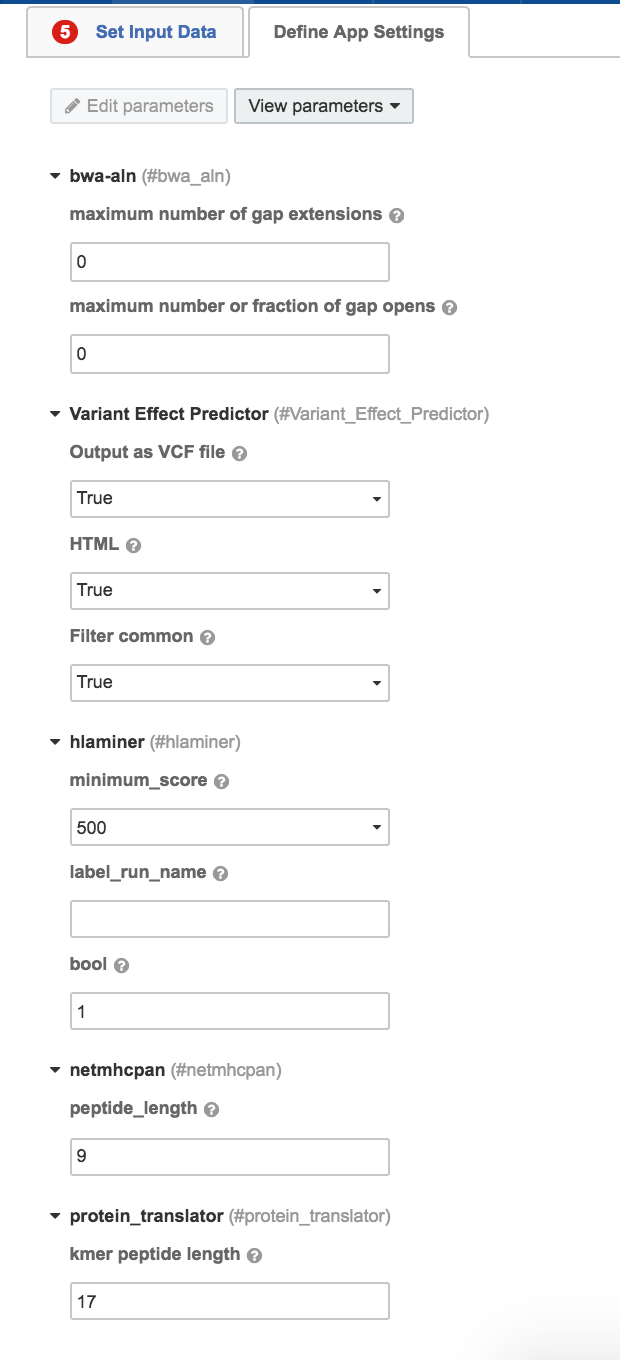 5 Set Input Data Define App Settings
Edit parameters View parameters
bwa-aln (#bwa_aln)
maximum number of gap extensions ?
0
maximum number or fraction of gap opens ?
0
Variant Effect Predictor (#Variant_Effect_Predictor)
Output as VCF file ?
True
HTML ?
True
Filter common ?
True
hlaminer (#hlaminer)
minimum_score ?
500
label_run_name ?
bool ?
1
netmhcpan (#netmhcpan)
peptide_length ?
9
protein_translator (#protein_translator)
kmer peptide length ?
17